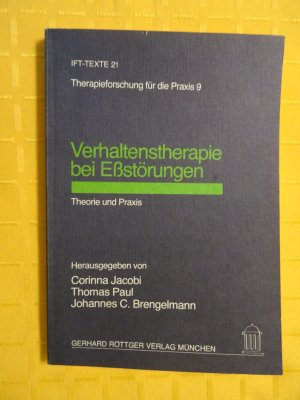 IFT-TEXTE 21
Therapieforschung für die Praxis 9
Verhaltenstherapie
bei Eßstörungen
Theorie und Praxis
Herausgegeben von
Corinna Jacobi
Thomas Paul
Johannes C. Brengelmann
GERHARD RÖTTGER VERLAG MÜNCHEN